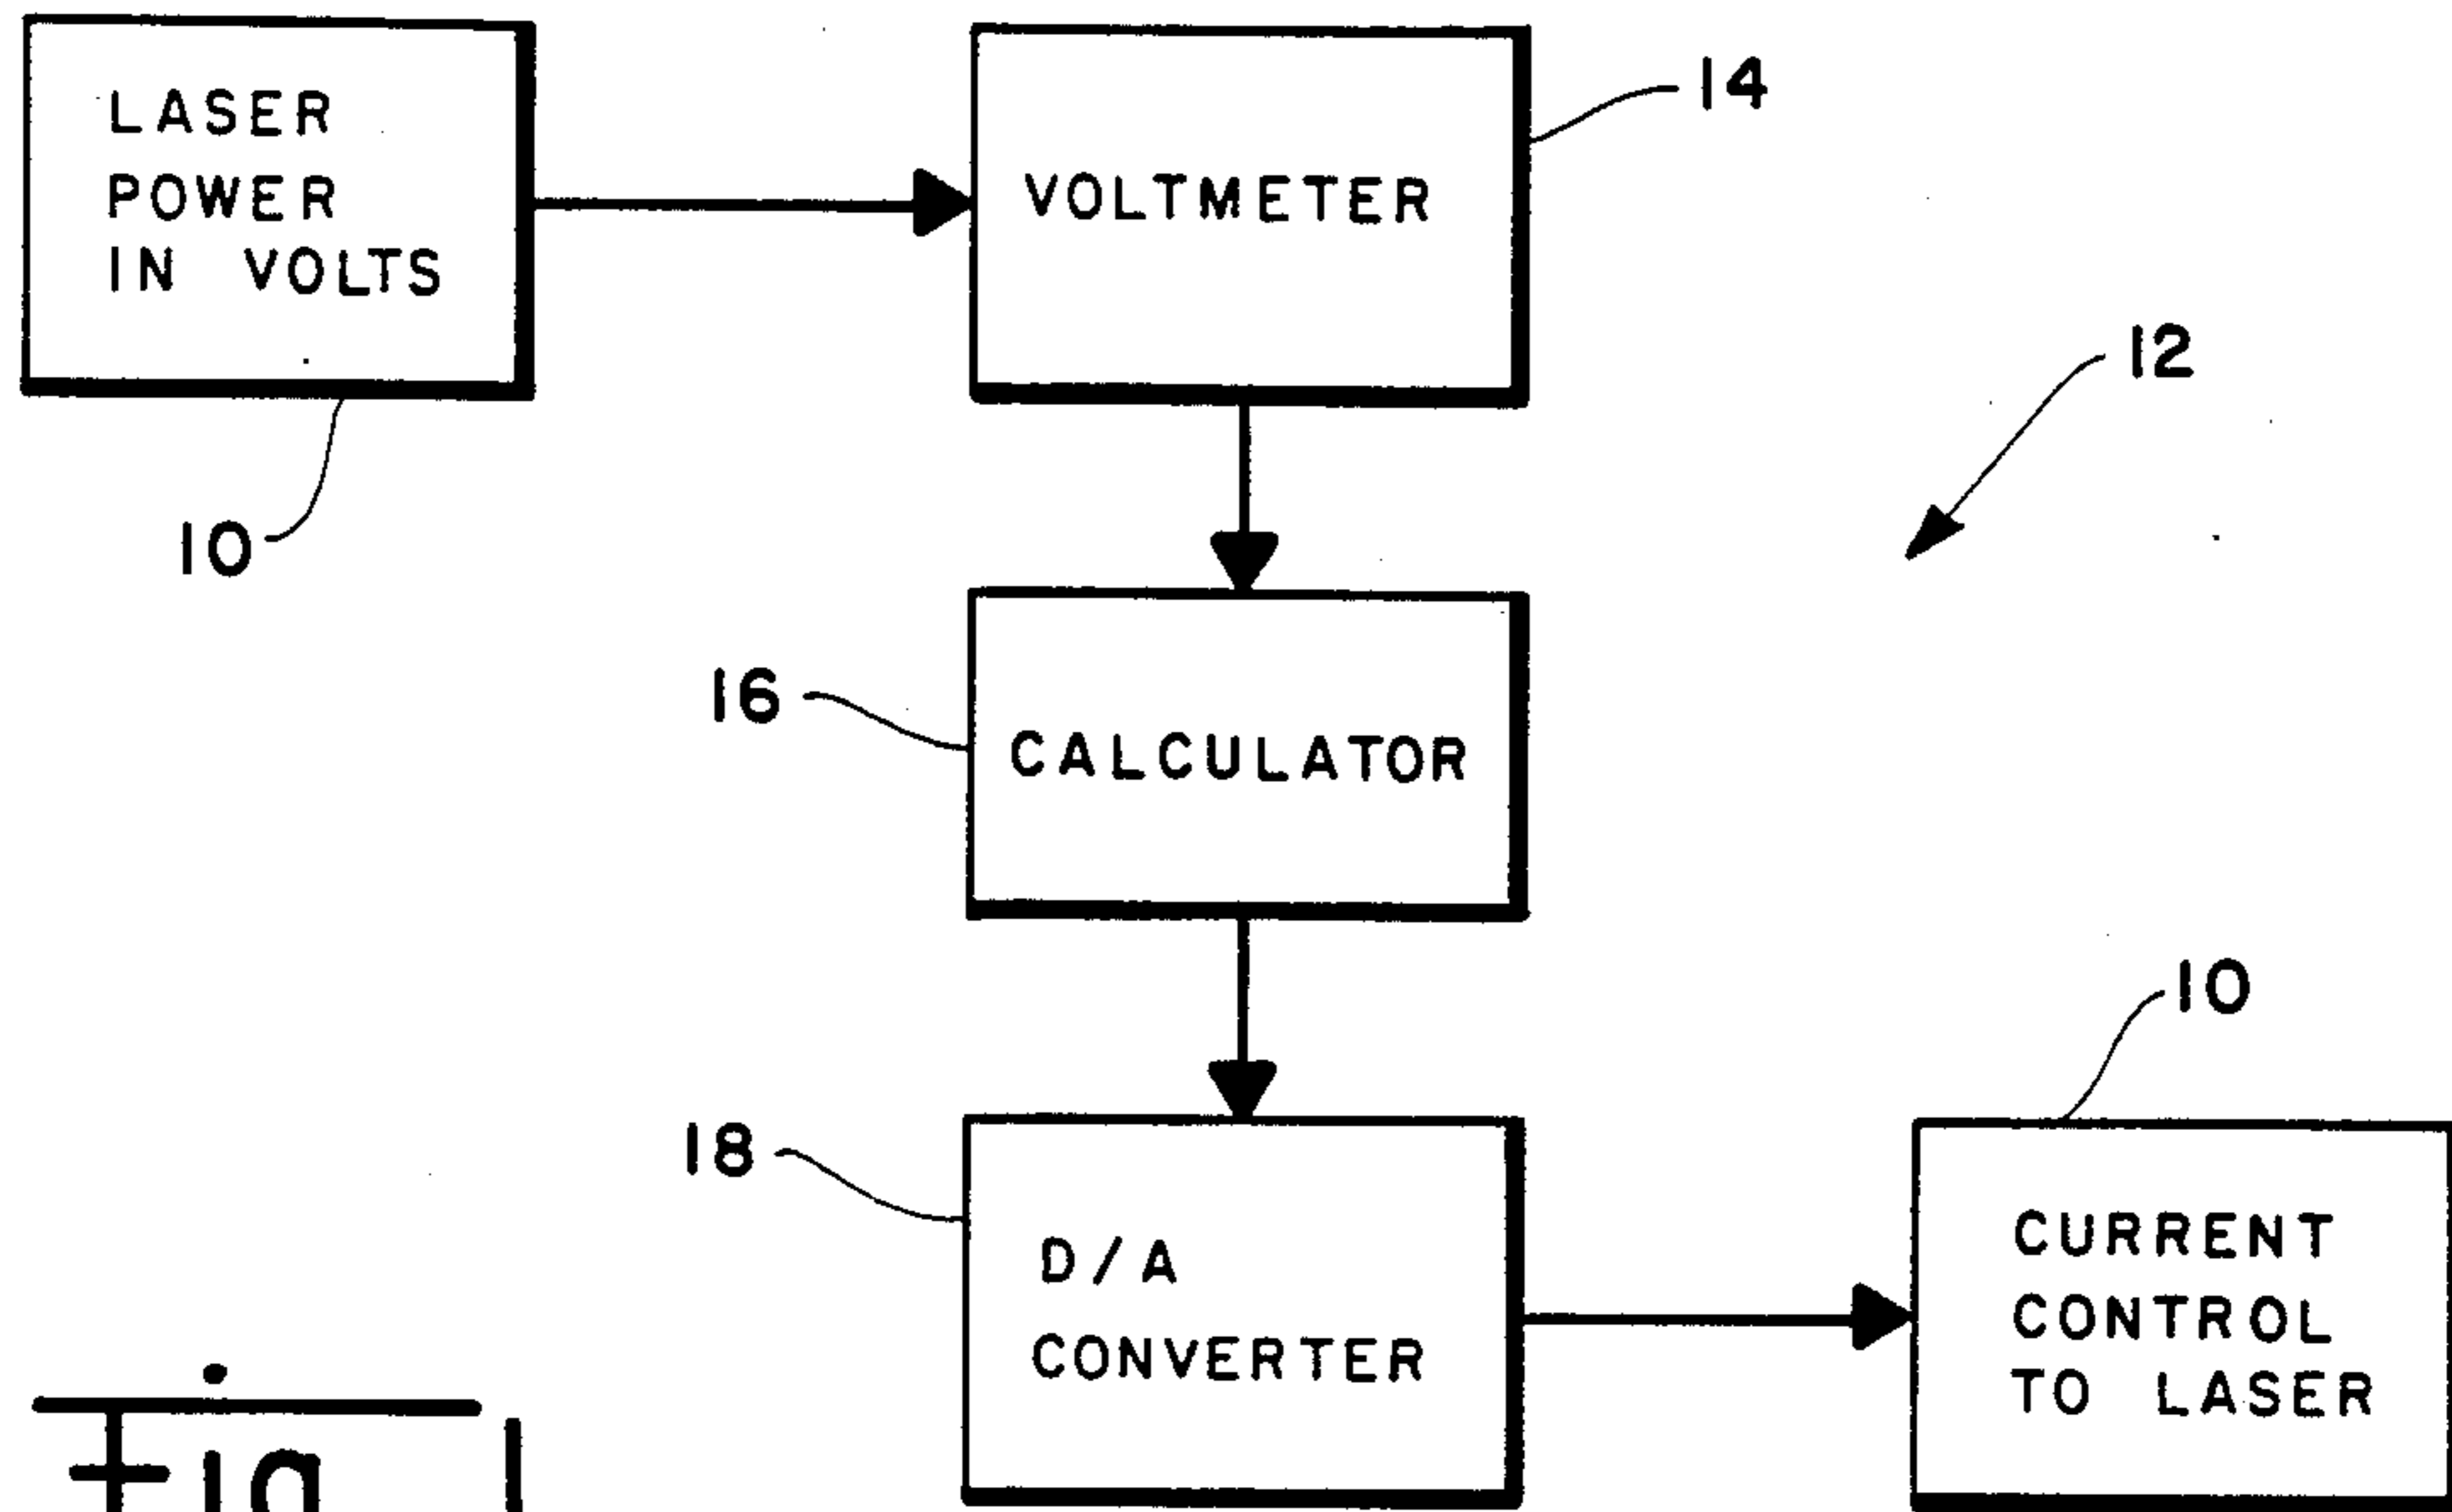 LASER
POWER
IN VOLTS
10
VOLTMETER
14
12
16
CALCULATOR
18
D/A
CONVERTER
10
CURRENT
CONTROL
TO LASER
Fig 1